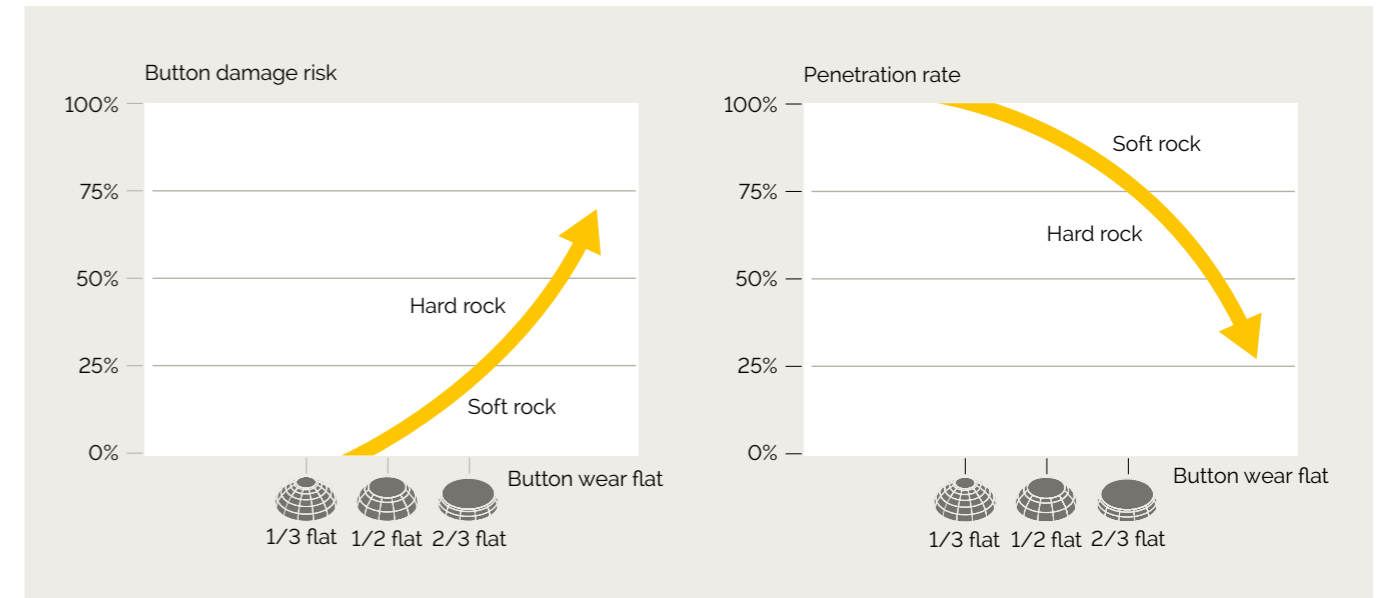 Button damage risk
100%
75%
50%
25%
0%
Hard rock
Soft rock
Button wear flat
1/3 flat
1/2 flat
2/3 flat
Penetration rate
100%
75%
50%
25%
0%
Soft rock
Hard rock
Button wear flat
1/3 flat
1/2 flat
2/3 flat